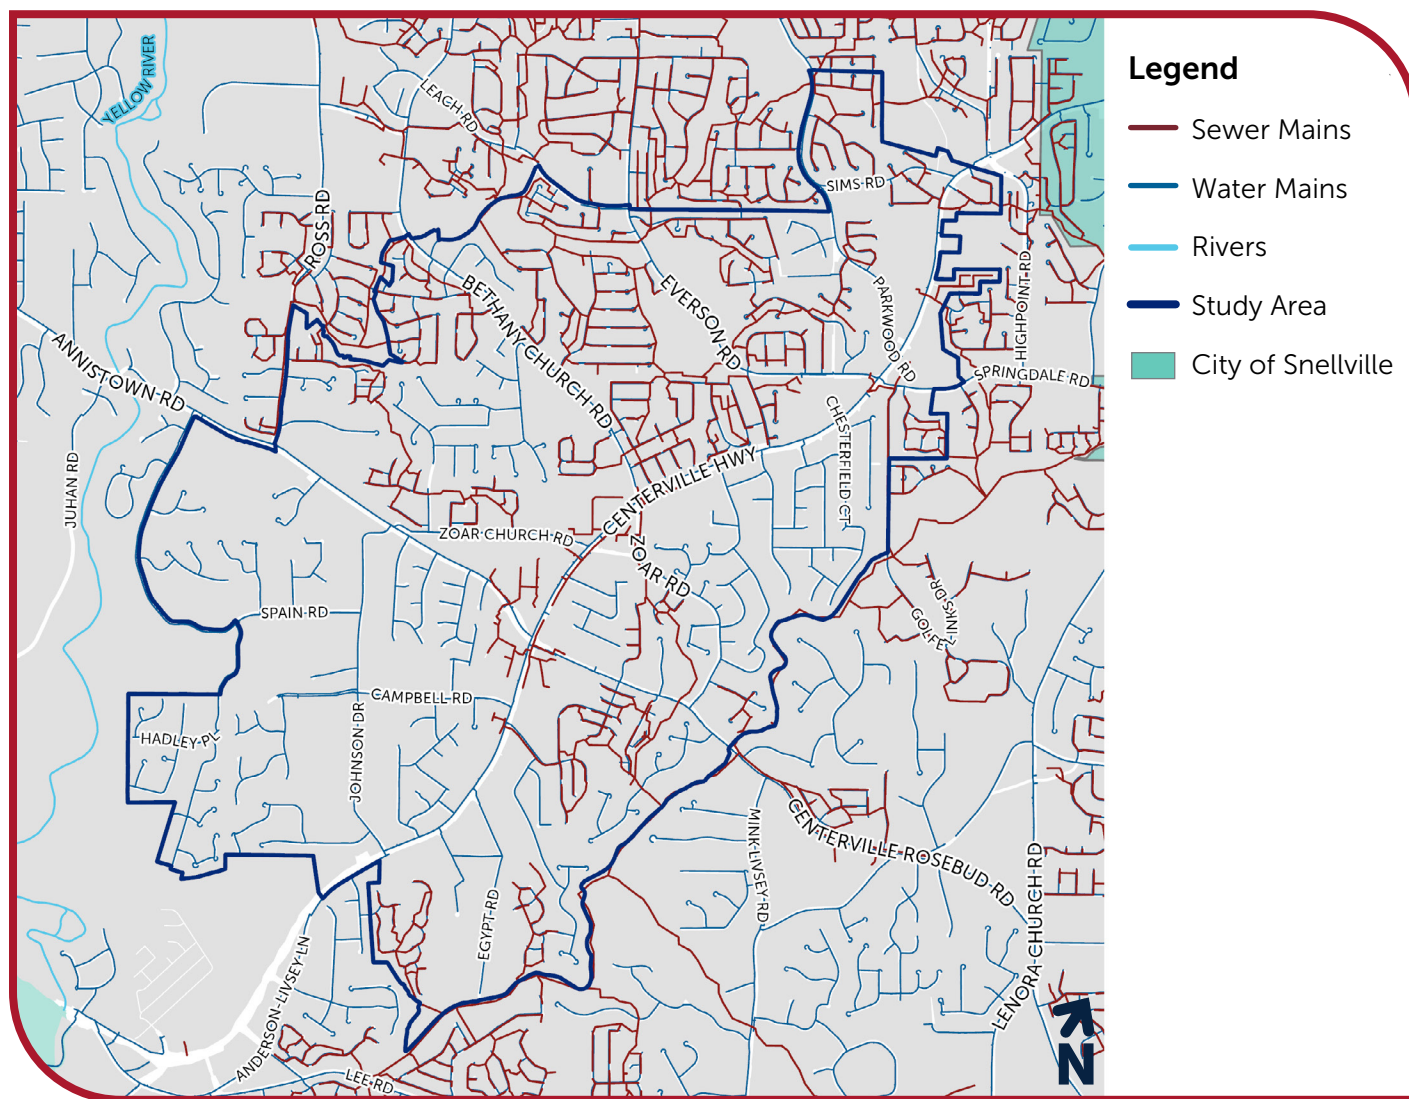 Legend
Sewer Mains
Water Mains
Rivers
Study Area
City of Snellville
YELLOW RIVER
LEACH RD
SIMS RD
ROSS RD
HIGHPOINT RD
BETHANY CHURCH RD
EVERSON RD
PARKWOOD RD
ANNISTOWN RD
SPRINGDALE RD
CHESTERFIELD CT
JUHAN RD
CENTERVILLE HWY
ZOAR CHURCH RD
ZOAR RD
LINKS DR
GOLFE
SPAIN RD
CAMPBELL RD
HADLEY PL
JOHNSON DR
MINK LIVSEY RD
CENTERVILLE ROSEBUD RD
LENORA CHURCH RD
EGYPT RD
ANDERSON-LIVSEY LN
LEE RD
N